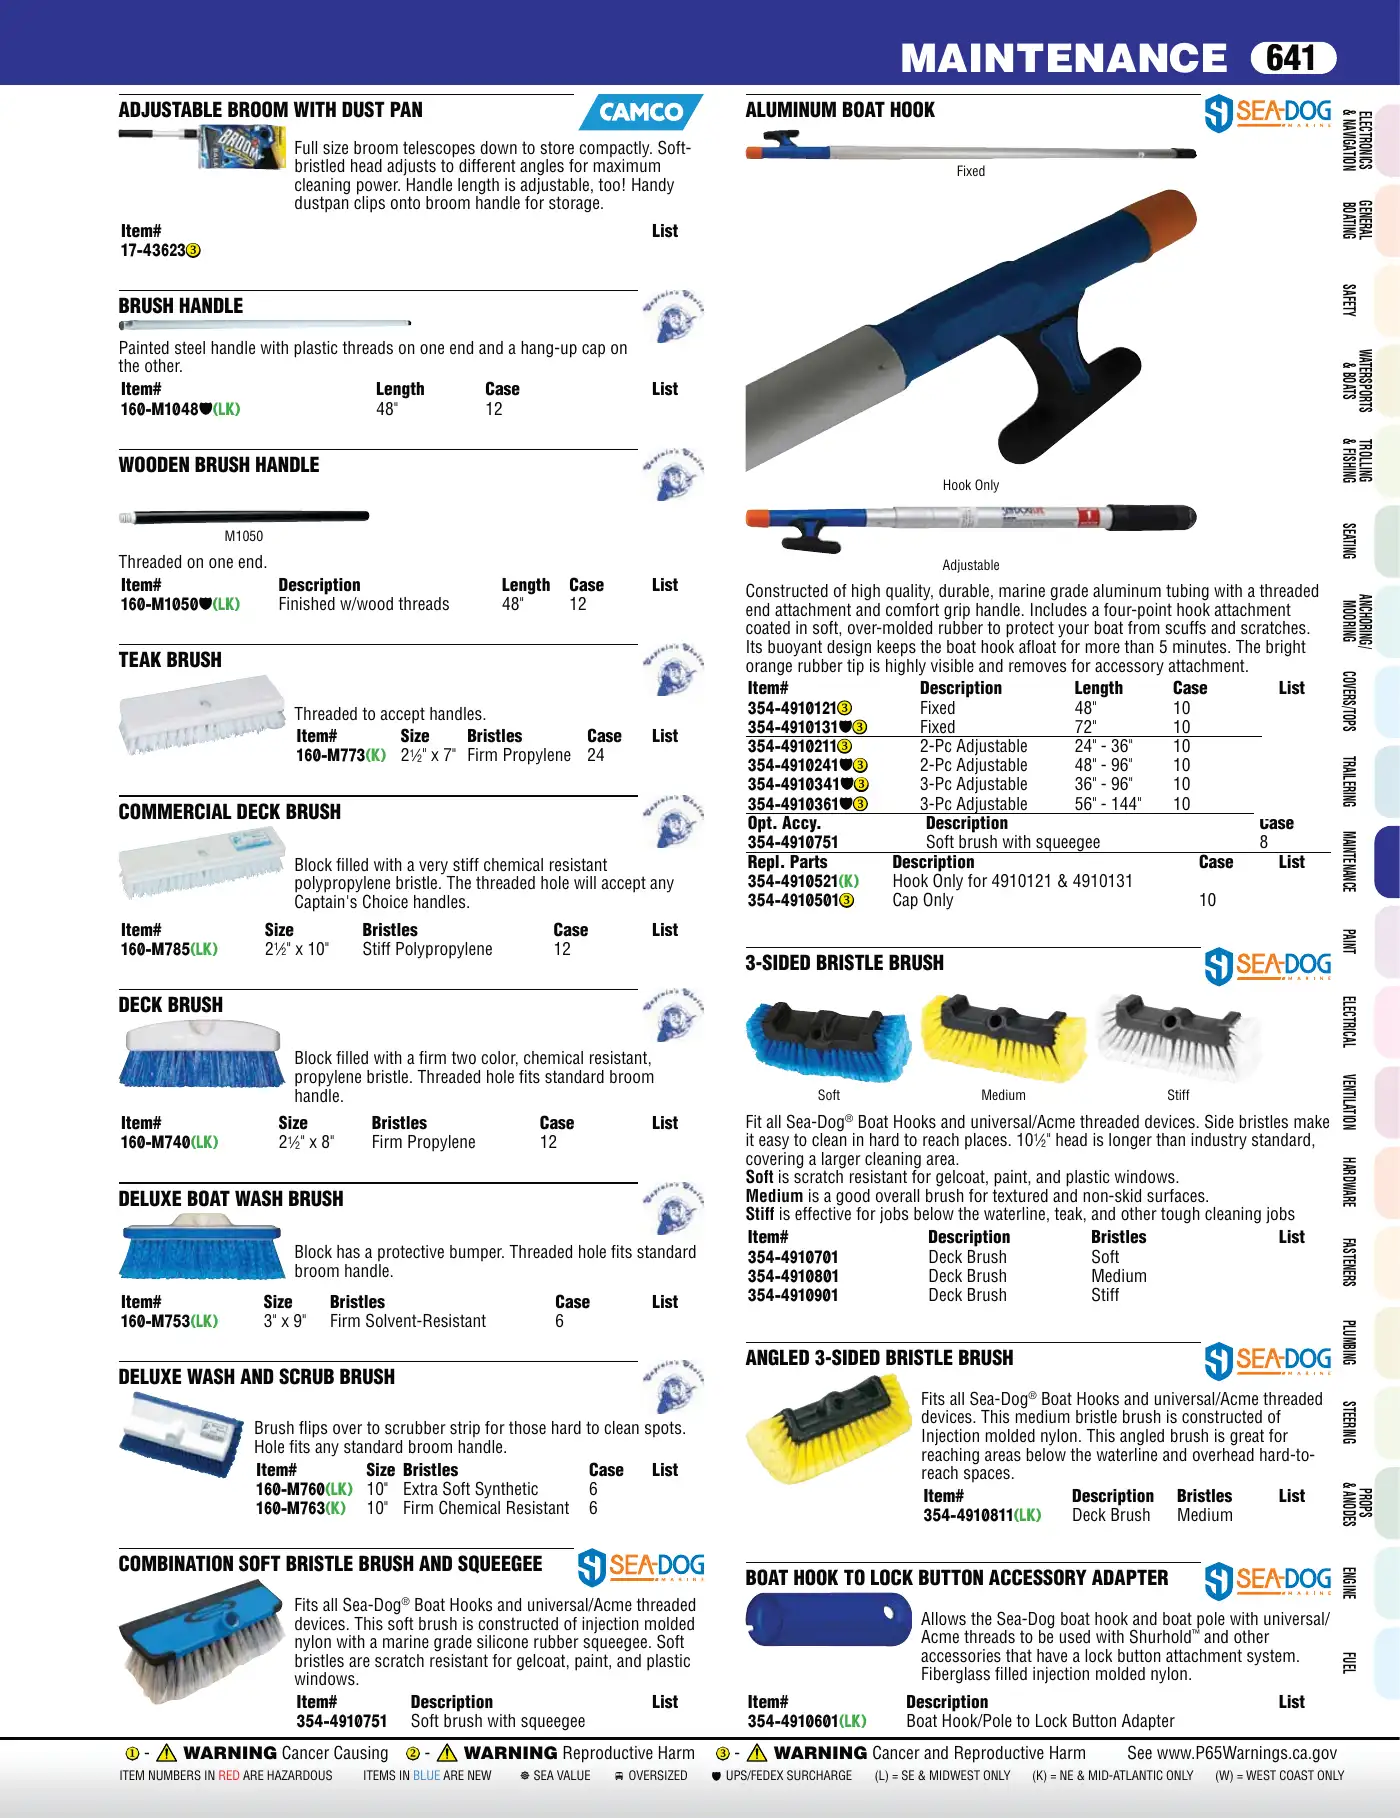 MAINTENANCE 641
ADJUSTABLE BROOM WITH DUST PAN
CAMCO
BROOM
Full size broom telescopes down to store compactly. Soft-
bristled head adjusts to different angles for maximum
cleaning power. Handle length is adjustable, too! Handy
dustpan clips onto broom handle for storage.
Item# List
17-43623③
BRUSH HANDLE
Captain's Choice
Painted steel handle with plastic threads on one end and a hang-up cap on
the other.
Item# Length Case List
160-M1048(LK) 48" 12
WOODEN BRUSH HANDLE
Captain's Choice
M1050
Threaded on one end.
Item# Description Length Case List
160-M1050(LK) Finished w/wood threads 48" 12
TEAK BRUSH
Captain's Choice
Threaded to accept handles.
Item# Size Bristles Case List
160-M773(K) 2½" x 7" Firm Propylene 24
COMMERCIAL DECK BRUSH
Captain's Choice
Block filled with a very stiff chemical resistant
polypropylene bristle. The threaded hole will accept any
Captain's Choice handles.
Item# Size Bristles Case List
160-M785(LK) 2½" x 10" Stiff Polypropylene 12
DECK BRUSH
Captain's Choice
Block filled with a firm two color, chemical resistant,
propylene bristle. Threaded hole fits standard broom
handle.
Item# Size Bristles Case List
160-M740(LK) 2½" x 8" Firm Propylene 12
DELUXE BOAT WASH BRUSH
Captain's Choice
Block has a protective bumper. Threaded hole fits standard
broom handle.
Item# Size Bristles Case List
160-M753(LK) 3" x 9" Firm Solvent-Resistant 6
DELUXE WASH AND SCRUB BRUSH
Captain's Choice
Brush flips over to scrubber strip for those hard to clean spots.
Hole fits any standard broom handle.
Item# Size Bristles Case List
160-M760(LK) 10" Extra Soft Synthetic 6
160-M763(K) 10" Firm Chemical Resistant 6
COMBINATION SOFT BRISTLE BRUSH AND SQUEEGEE
SEA-DOG
MARINE
Fits all Sea-Dog® Boat Hooks and universal/Acme threaded
devices. This soft brush is constructed of injection molded
nylon with a marine grade silicone rubber squeegee. Soft
bristles are scratch resistant for gelcoat, paint, and plastic
windows.
Item# Description List
354-4910751 Soft brush with squeegee
ALUMINUM BOAT HOOK
SEA-DOG
MARINE
Fixed
Hook Only
Adjustable
Constructed of high quality, durable, marine grade aluminum tubing with a threaded
end attachment and comfort grip handle. Includes a four-point hook attachment
coated in soft, over-molded rubber to protect your boat from scuffs and scratches.
Its buoyant design keeps the boat hook afloat for more than 5 minutes. The bright
orange rubber tip is highly visible and removes for accessory attachment.
Item# Description Length Case List
354-4910121③ Fixed 48" 10
354-4910131③ Fixed 72" 10
354-4910211③ 2-Pc Adjustable 24" - 36" 10
354-4910241③ 2-Pc Adjustable 48" - 96" 10
354-4910341③ 3-Pc Adjustable 36" - 96" 10
354-4910361③ 3-Pc Adjustable 56" - 144" 10
Opt. Accy. Description Case
354-4910751 Soft brush with squeegee 8
Repl. Parts Description Case List
354-4910521(K) Hook Only for 4910121 & 4910131
354-4910501③ Cap Only 10
3-SIDED BRISTLE BRUSH
SEA-DOG
MARINE
Soft Medium Stiff
Fit all Sea-Dog® Boat Hooks and universal/Acme threaded devices. Side bristles make
it easy to clean in hard to reach places. 10½" head is longer than industry standard,
covering a larger cleaning area.
Soft is scratch resistant for gelcoat, paint, and plastic windows.
Medium is a good overall brush for textured and non-skid surfaces.
Stiff is effective for jobs below the waterline, teak, and other tough cleaning jobs
Item# Description Bristles List
354-4910701 Deck Brush Soft
354-4910801 Deck Brush Medium
354-4910901 Deck Brush Stiff
ANGLED 3-SIDED BRISTLE BRUSH
SEA-DOG
MARINE
Fits all Sea-Dog® Boat Hooks and universal/Acme threaded
devices. This medium bristle brush is constructed of
Injection molded nylon. This angled brush is great for
reaching areas below the waterline and overhead hard-to-
reach spaces.
Item# Description Bristles List
354-4910811(LK) Deck Brush Medium
BOAT HOOK TO LOCK BUTTON ACCESSORY ADAPTER
SEA-DOG
MARINE
Allows the Sea-Dog boat hook and boat pole with universal/
Acme threads to be used with Shurhold™ and other
accessories that have a lock button attachment system.
Fiberglass filled injection molded nylon.
Item# Description List
354-4910601(LK) Boat Hook/Pole to Lock Button Adapter
ELECTRONICS
& NAVIGATION
GENERAL
BOATING
SAFETY
WATERSPORTS
& BOATS
TROLLING
& FISHING
SEATING
ANCHORING/
MOORING
COVERS/TOPS
TRAILERING
MAINTENANCE
PAINT
ELECTRICAL
VENTILATION
HARDWARE
FASTENERS
PLUMBING
STEERING
PROPS
& ANODES
ENGINE
FUEL
① - WARNING Cancer Causing ② - WARNING Reproductive Harm ③ - WARNING Cancer and Reproductive Harm See www.P65Warnings.ca.gov
ITEM NUMBERS IN RED ARE HAZARDOUS ITEMS IN BLUE ARE NEW SEA VALUE OVERSIZED UPS/FEDEX SURCHARGE (L) = SE & MIDWEST ONLY (K) = NE & MID-ATLANTIC ONLY (W) = WEST COAST ONLY